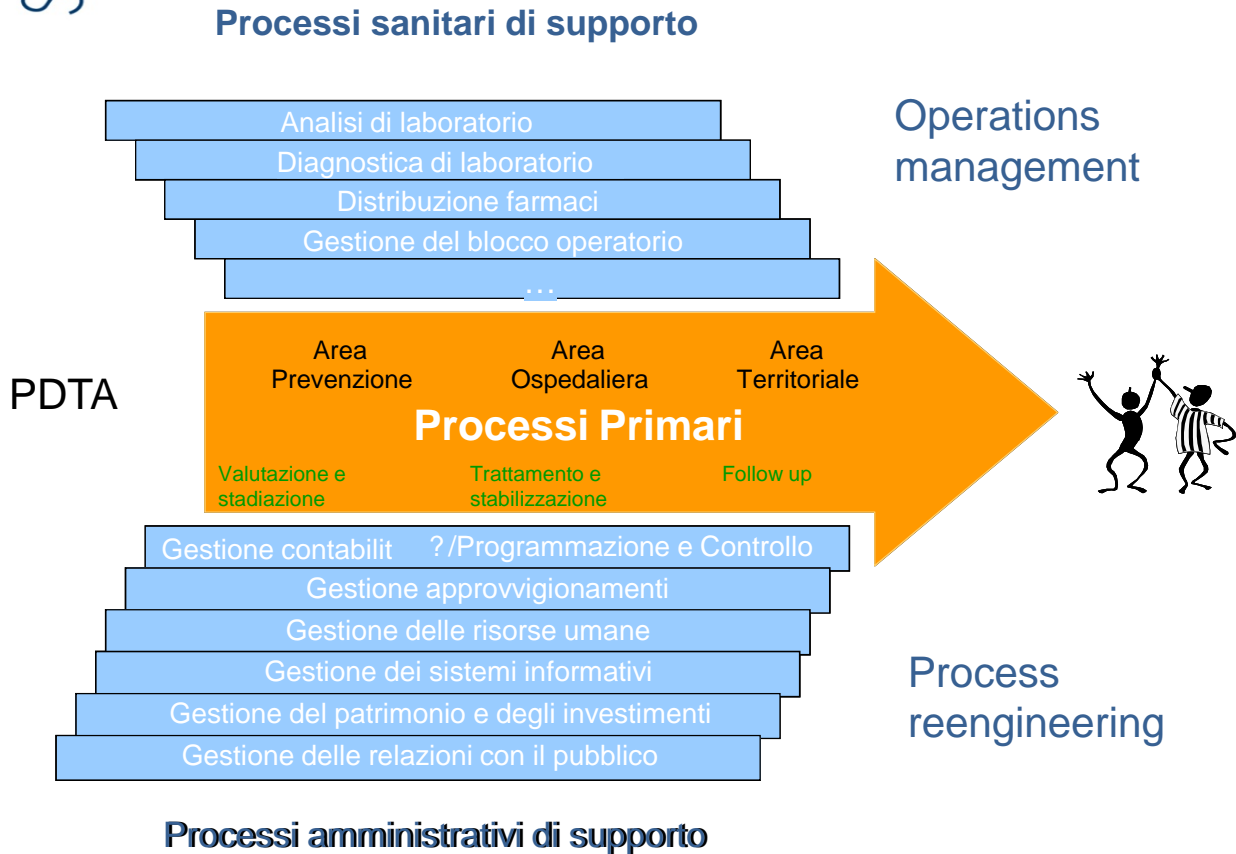 Processi sanitari di supporto
Analisi di laboratorio
Diagnostica di laboratorio
Distribuzione farmaci
Gestione del blocco operatorio
…
Operations
management
PDTA
Area
Prevenzione
Area
Ospedaliera
Area
Territoriale
Processi Primari
Valutazione e
stadiazione
Trattamento e
stabilizzazione
Follow up
Gestione contabilit ?/Programmazione e Controllo
Gestione approvvigionamenti
Gestione delle risorse umane
Gestione dei sistemi informativi
Gestione del patrimonio e degli investimenti
Gestione delle relazioni con il pubblico
Process
reengineering
Processi amministrativi di supporto